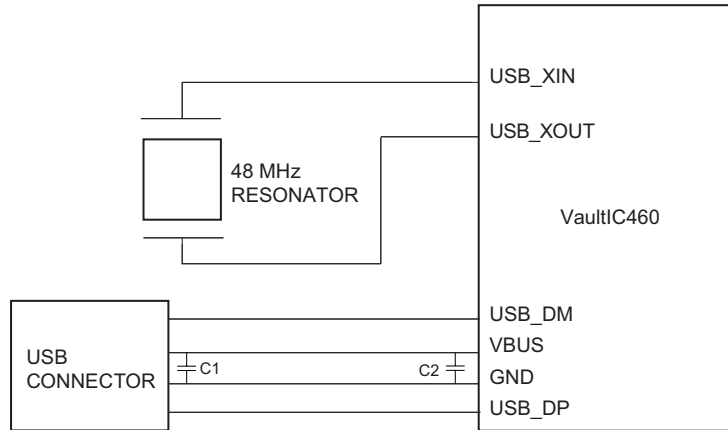 USB_XIN
USB_XOUT
48 MHz
RESONATOR
VaultIC460
USB_DM
VBUS
USB
CONNECTOR
C1
C2
GND
USB_DP